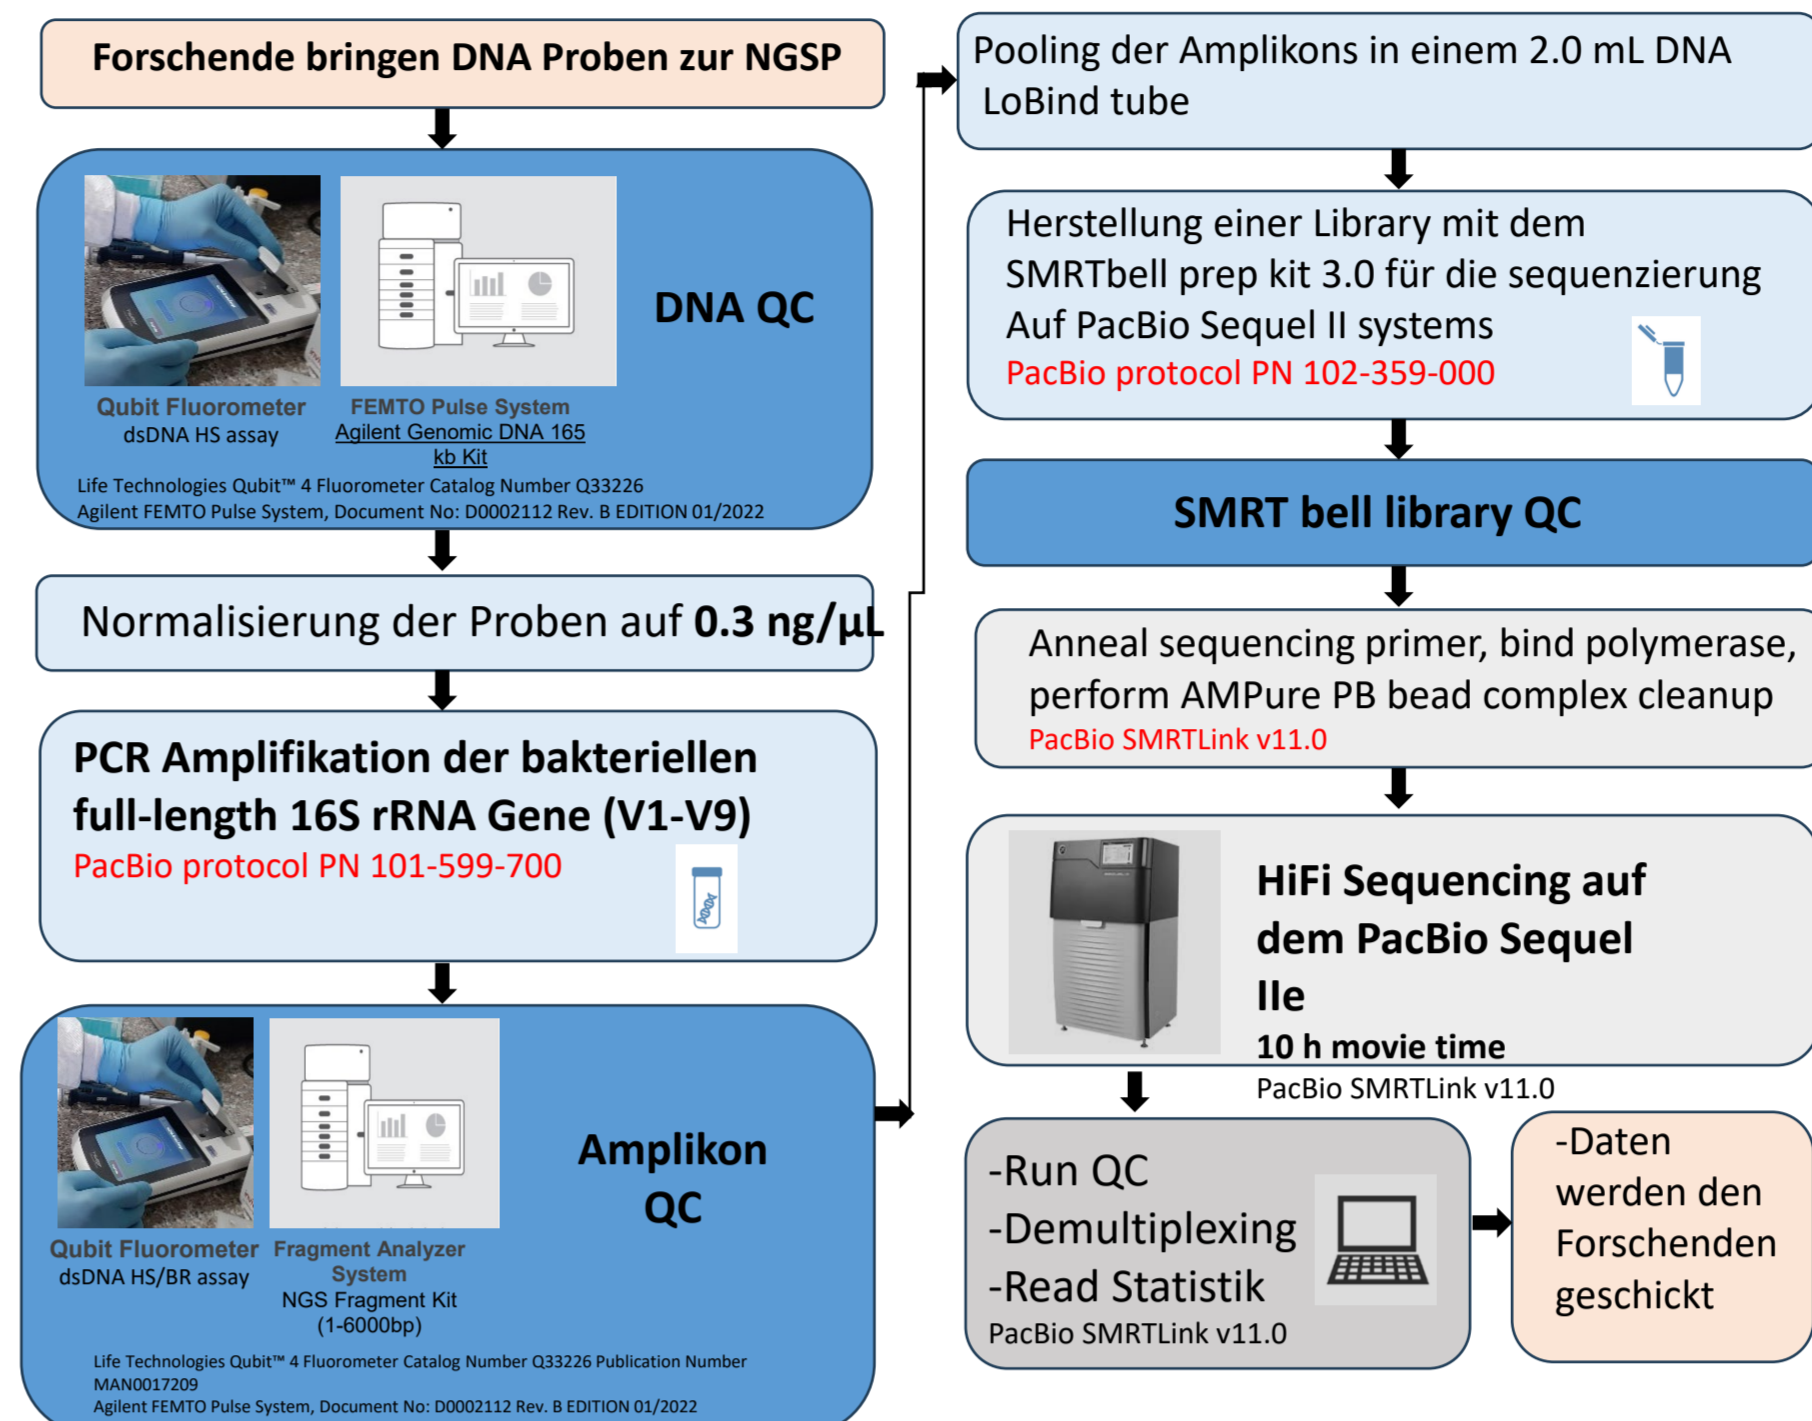 Forschende bringen DNA Proben zur NGSP
DNA QC
Qubit Fluorometer
dsDNA HS assay
FEMTO Pulse System
Agilent Genomic DNA 165
kb Kit
Life Technologies Qubit™ 4 Fluorometer Catalog Number Q33226
Agilent FEMTO Pulse System, Document No: D0002112 Rev. B EDITION 01/2022
Normalisierung der Proben auf 0.3 ng/µL
PCR Amplifikation der bakteriellen
full-length 16S rRNA Gene (V1-V9)
PacBio protocol PN 101-599-700
Amplikon
QC
Qubit Fluorometer
dsDNA HS/BR assay
Fragment Analyzer
System
NGS Fragment Kit
(1-6000bp)
Life Technologies Qubit™ 4 Fluorometer Catalog Number Q33226 Publication Number
MAN0017209
Agilent FEMTO Pulse System, Document No: D0002112 Rev. B EDITION 01/2022
Pooling der Amplikons in einem 2.0 mL DNA
LoBind tube
Herstellung einer Library mit dem
SMRTbell prep kit 3.0 für die sequenzierung
Auf PacBio Sequel II systems
PacBio protocol PN 102-359-000
SMRT bell library QC
Anneal sequencing primer, bind polymerase,
perform AMPure PB bead complex cleanup
PacBio SMRTLink v11.0
HiFi Sequencing auf
dem PacBio Sequel
IIe
10 h movie time
PacBio SMRTLink v11.0
-Run QC
-Demultiplexing
-Read Statistik
PacBio SMRTLink v11.0
-Daten
werden den
Forschenden
geschickt